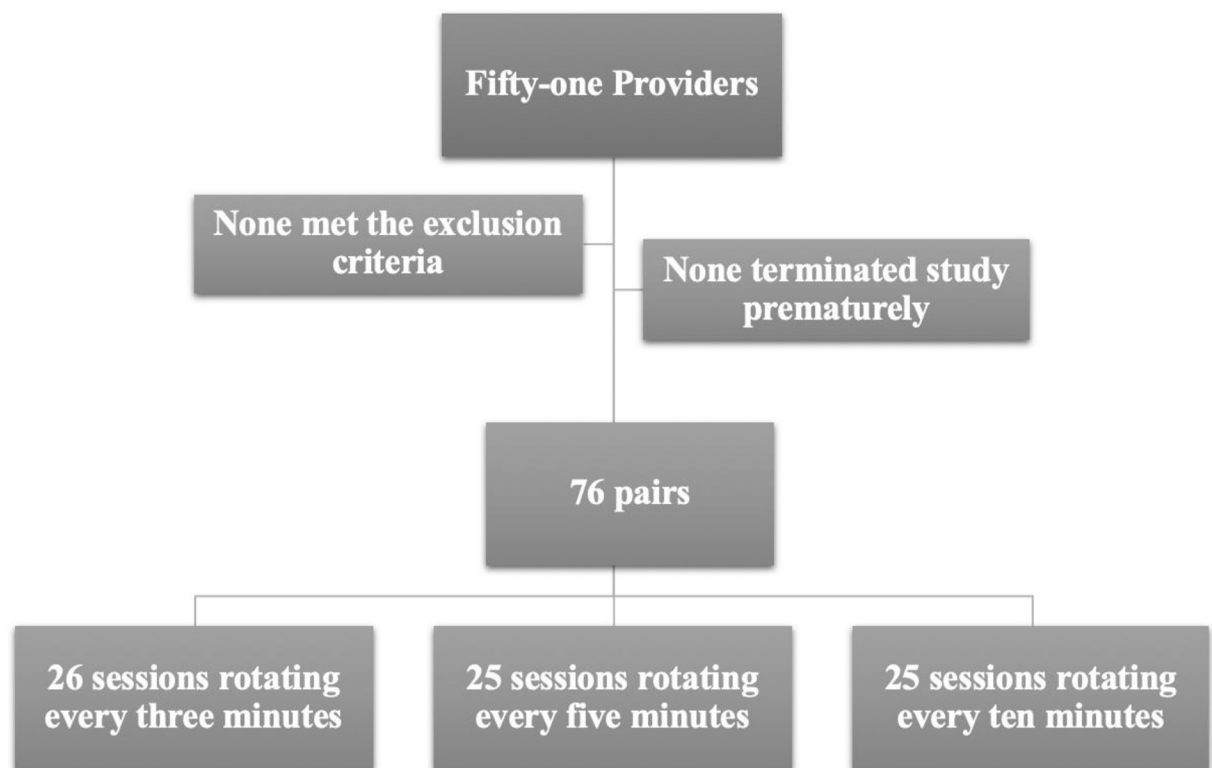 Fifty-one Providers
None met the exclusion
criteria
None terminated study
prematurely
76 pairs
26 sessions rotating
every three minutes
25 sessions rotating
every five minutes
25 sessions rotating
every ten minutes